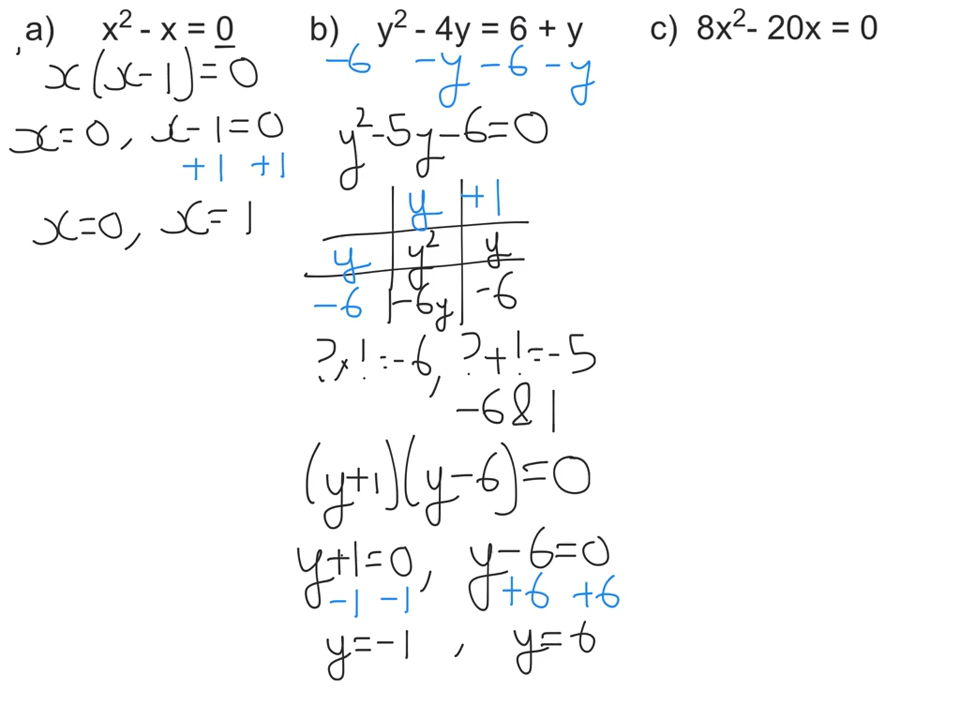 a) x² - x = 0
x(x-1)=0
x=0, x-1=0
+1 +1
x=0, x=1
b) y² - 4y = 6 + y
-6 -y -6 -y
y²-5y-6=0
y +1
y y² y
-6 -6y -6
?×!=-6, ?+!=-5
-6&1
(y+1)(y-6)=0
y+1=0, y-6=0
-1 -1 +6 +6
y=-1, y=6
c) 8x²- 20x = 0